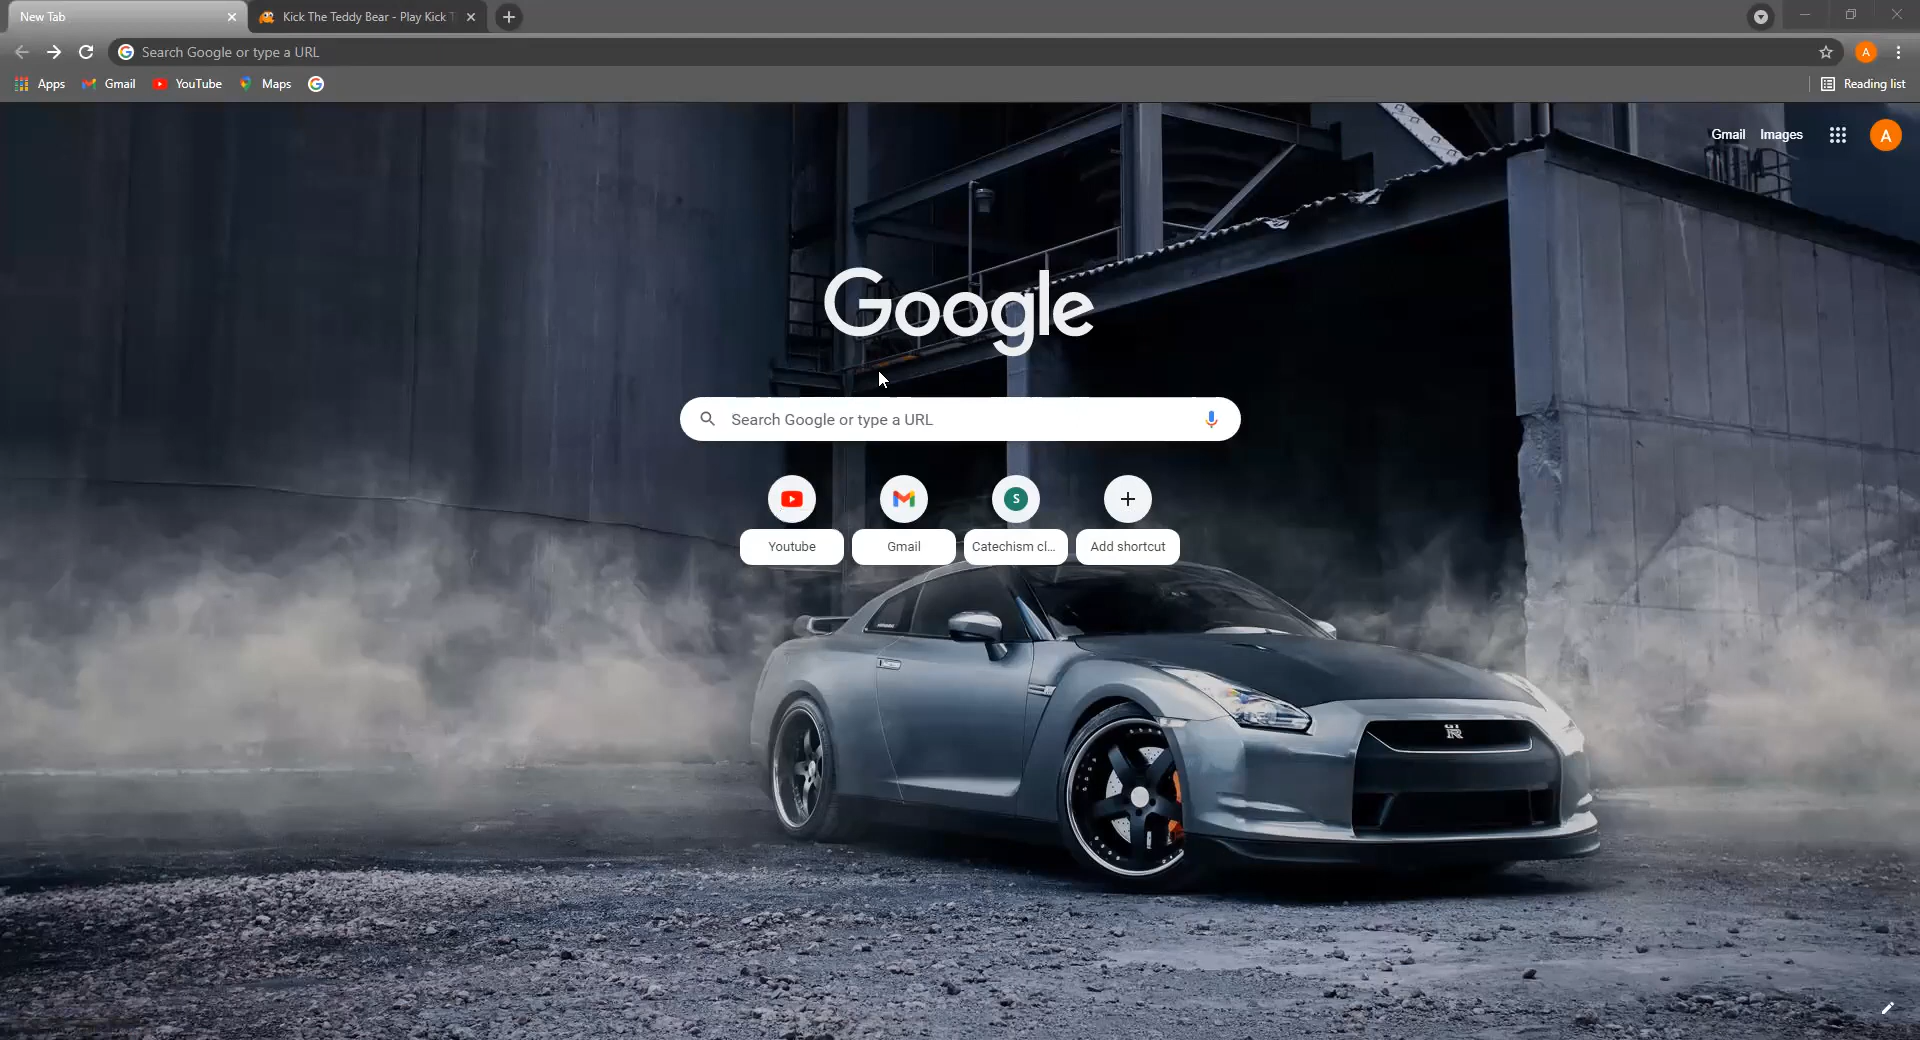 New Tab
Kick The Teddy Bear - Play Kick T
Search Google or type a URL
Apps
Gmail
YouTube
Maps
Reading list
A
Gmail
Images
A
Google
Search Google or type a URL
S
Youtube
Gmail
Catechism cl...
Add shortcut
GT
R